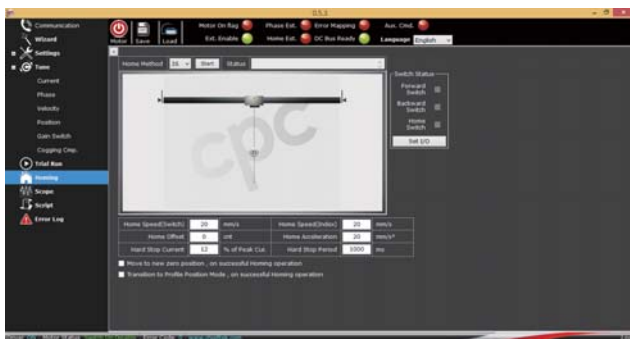 0.5.1
Communication
Wizard
Settings
Tune
Current
Phase
Velocity
Position
Gain Switch
Cogging Cmp.
Trial Run
Homing
Scope
Script
Error Log
Motor Save Load
Motor On flag Phase Est. Error Mapping Aux. Cmd.
Ext. Enable Home Est. DC Bus Ready Language English
Home Method 35 Start Status
cpc
Switch Status
Forward Switch
Backward Switch
Home Switch
Set I/O
Home Speed(Switch) 20 mm/s Home Speed(Index) 20 mm/s
Home Offset 0 cnt Home Acceleration 20 mm/s²
Hard Stop Current 12 % of Peak Cur. Hard Stop Period 1000 ms
Move to new zero position , on successful Homing operation
Transition to Profile Position Mode , on successful Homing operation